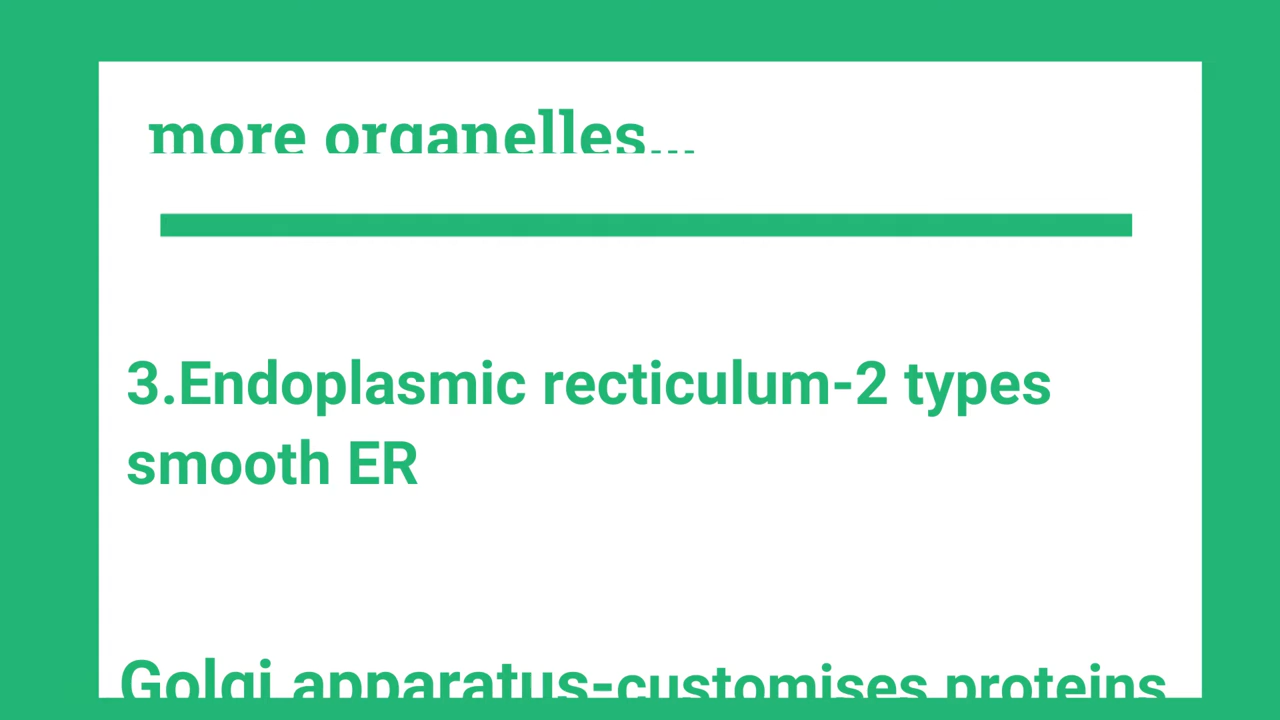 more organelles...
3.Endoplasmic recticulum-2 types
smooth ER
Golgi apparatus-customises proteins